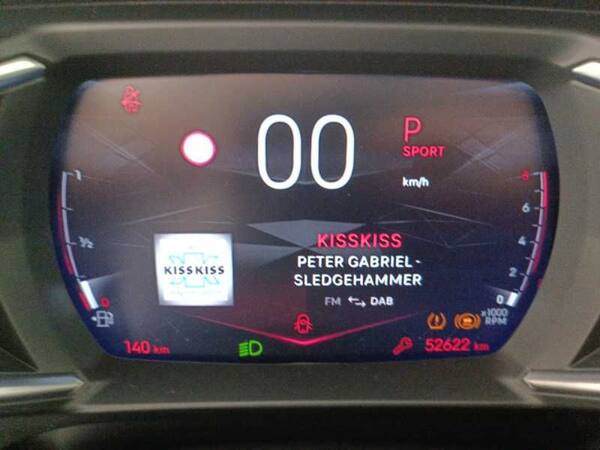 00
P
SPORT
km/h
1
½
0
8
6
4
2
0
x1000
RPM
KISSKISS
KISSKISS
PETER GABRIEL -
SLEDGEHAMMER
FM DAB
140 km
52622 km